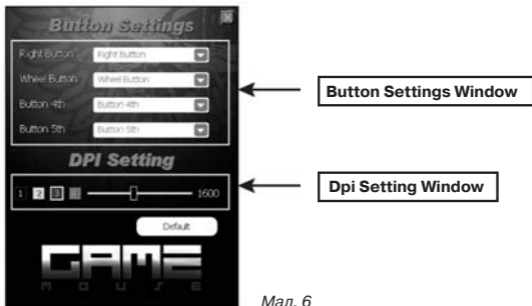 Button Settings
Right Button Right Button
Wheel Button Wheel Button
Button Settings Window
Button 4th Button 4th
Button 5th Button 5th
DPI Setting
1 2 3 1600
Dpi Setting Window
Default
GAME
MOUSE
Мал. 6